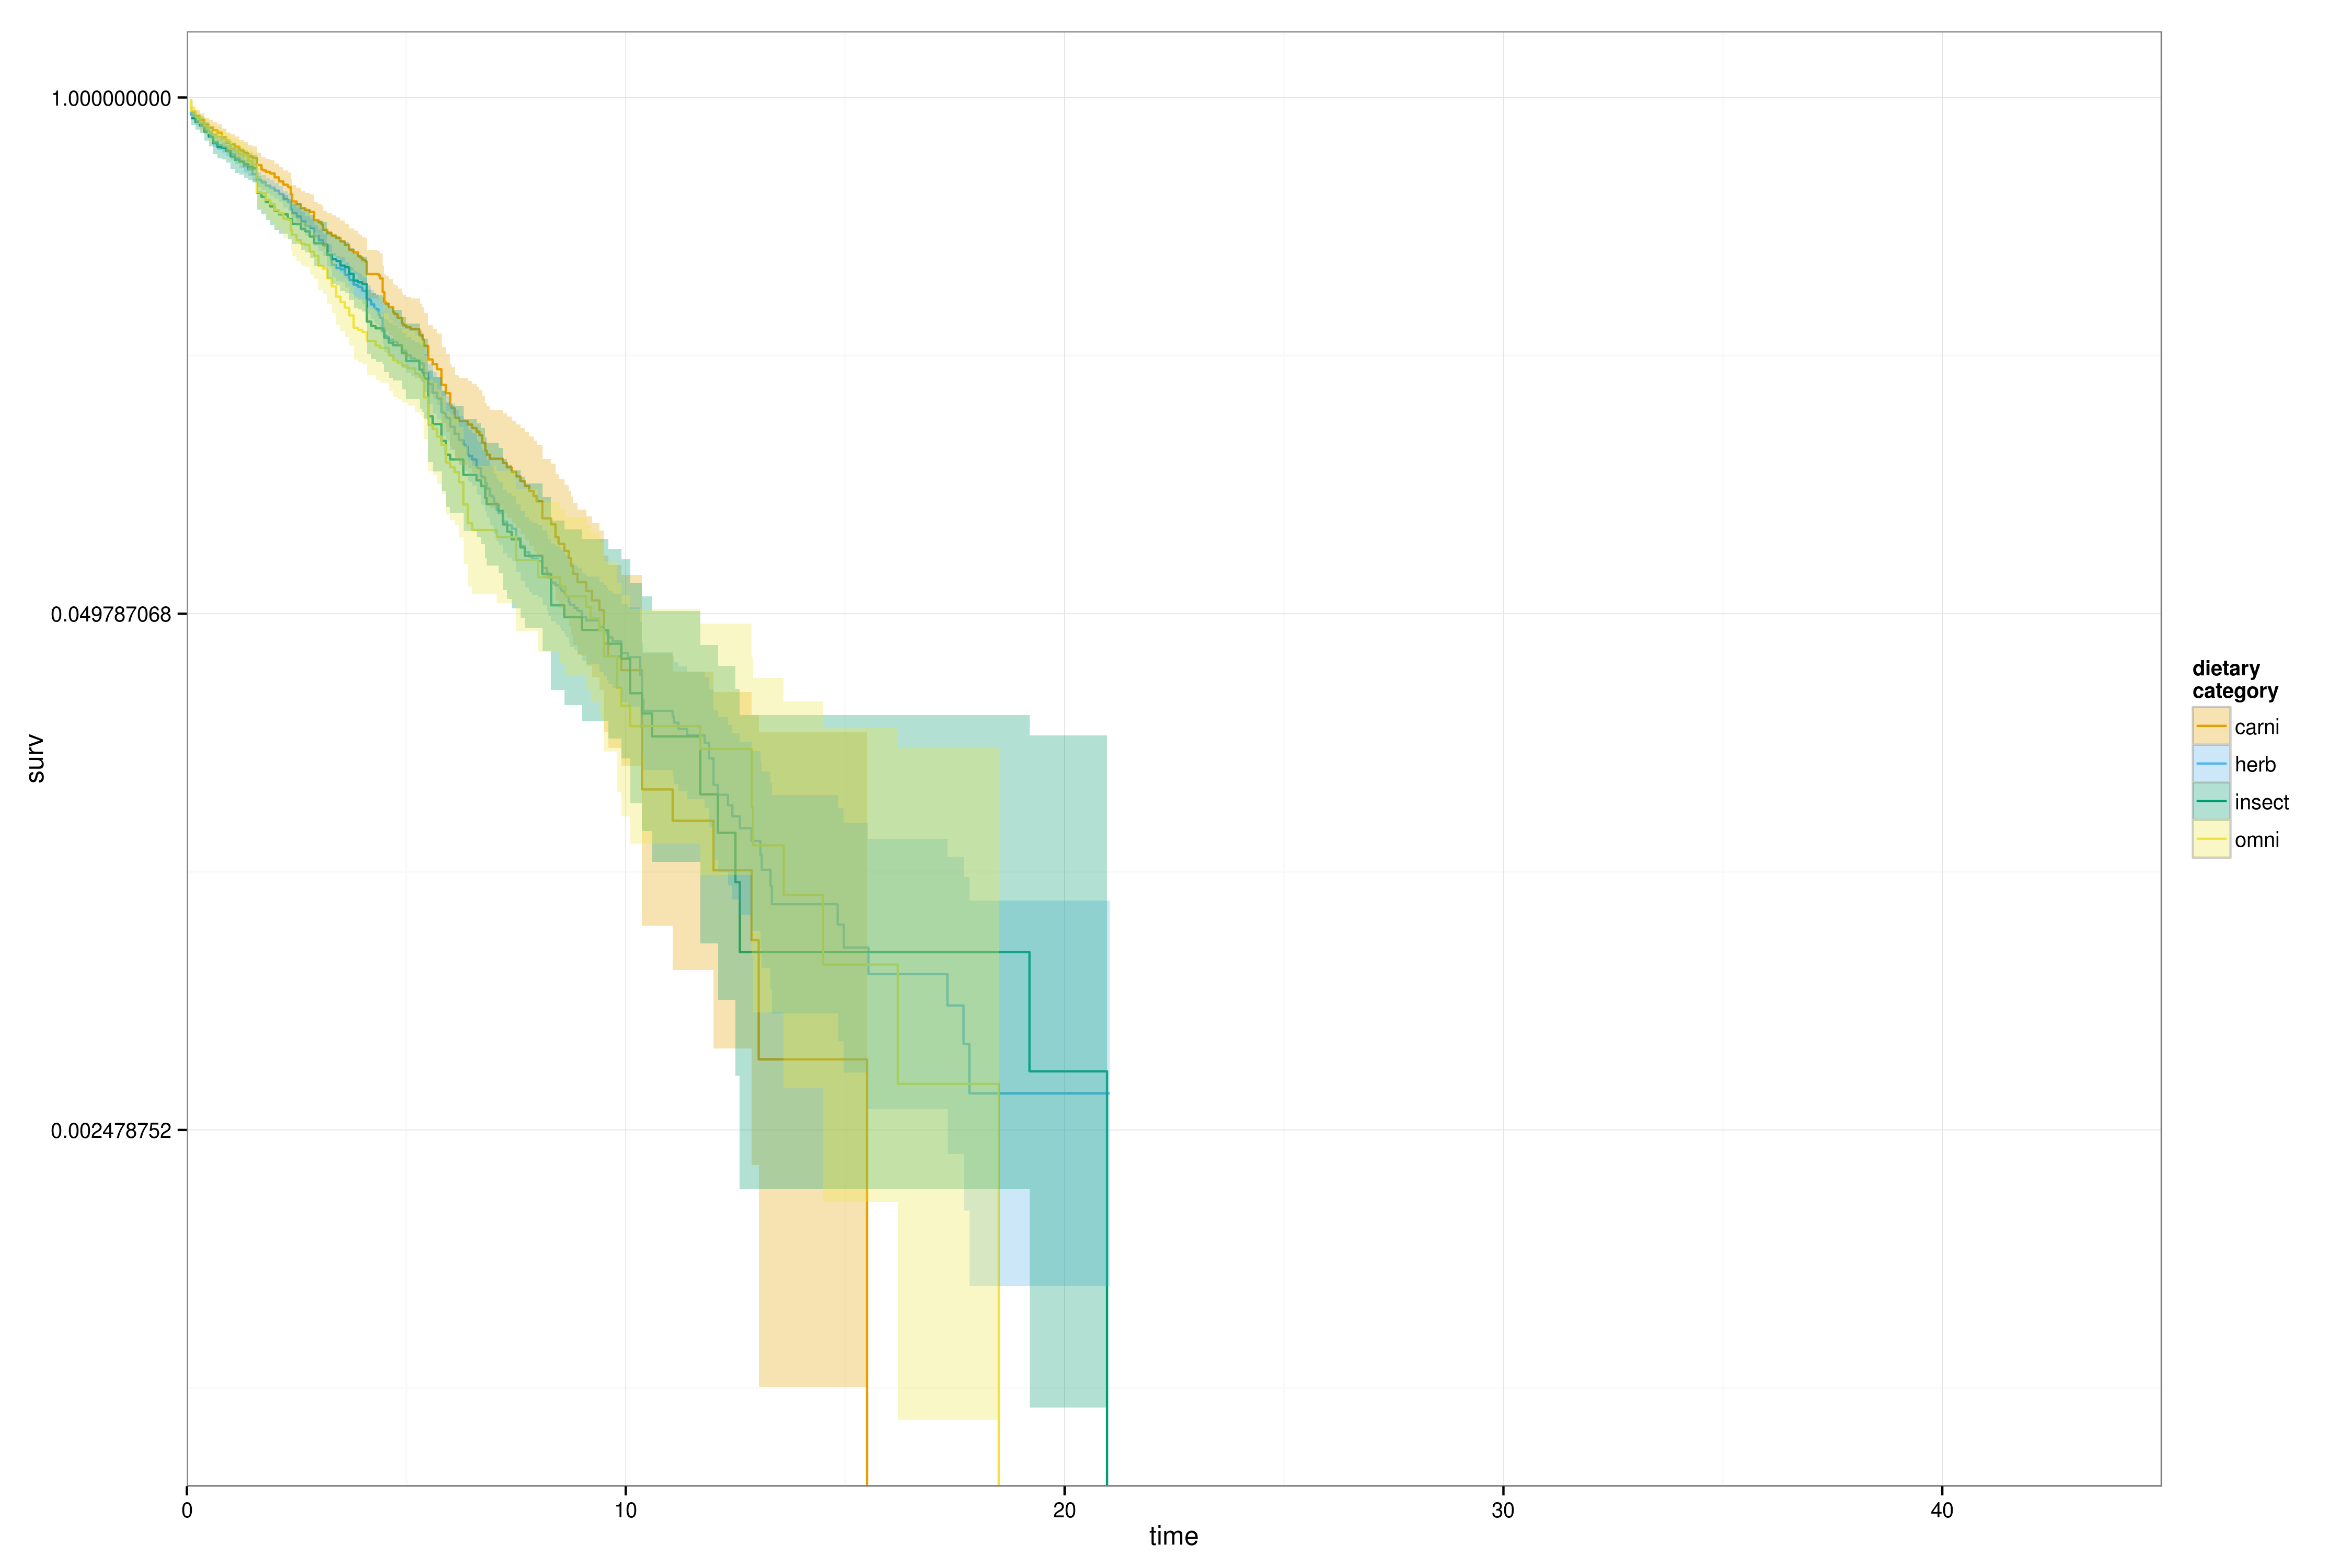 1.000000000
0.049787068
0.002478752
surv
0
10
20
30
40
time
dietary
category
carni
herb
insect
omni